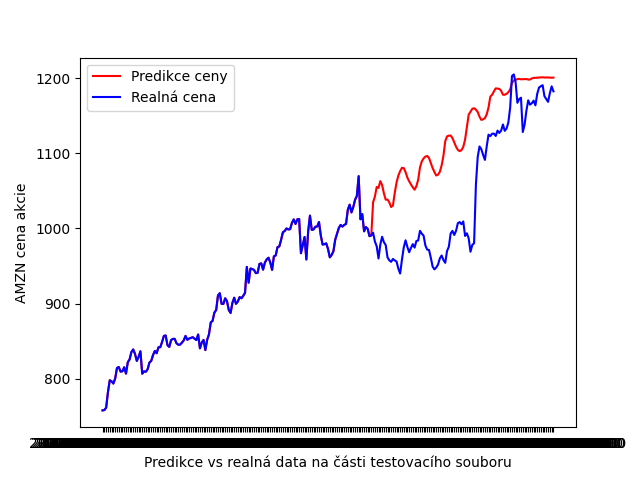 Predikce ceny
Realná cena
1200
1100
1000
900
800
AMZN cena akcie
Predikce vs realná data na části testovacího souboru